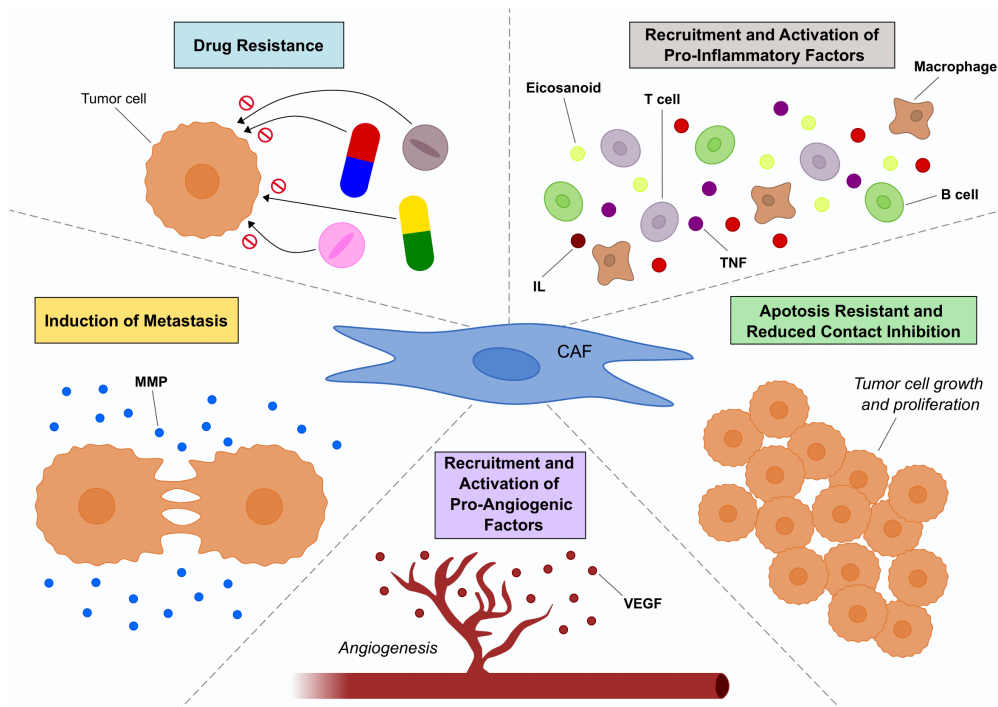 Drug Resistance
Tumor cell
Recruitment and Activation of
Pro-Inflammatory Factors
Macrophage
Eicosanoid
T cell
B cell
TNF
IL
Induction of Metastasis
MMP
CAF
Apotosis Resistant and
Reduced Contact Inhibition
Tumor cell growth
and proliferation
Recruitment and
Activation of
Pro-Angiogenic
Factors
VEGF
Angiogenesis